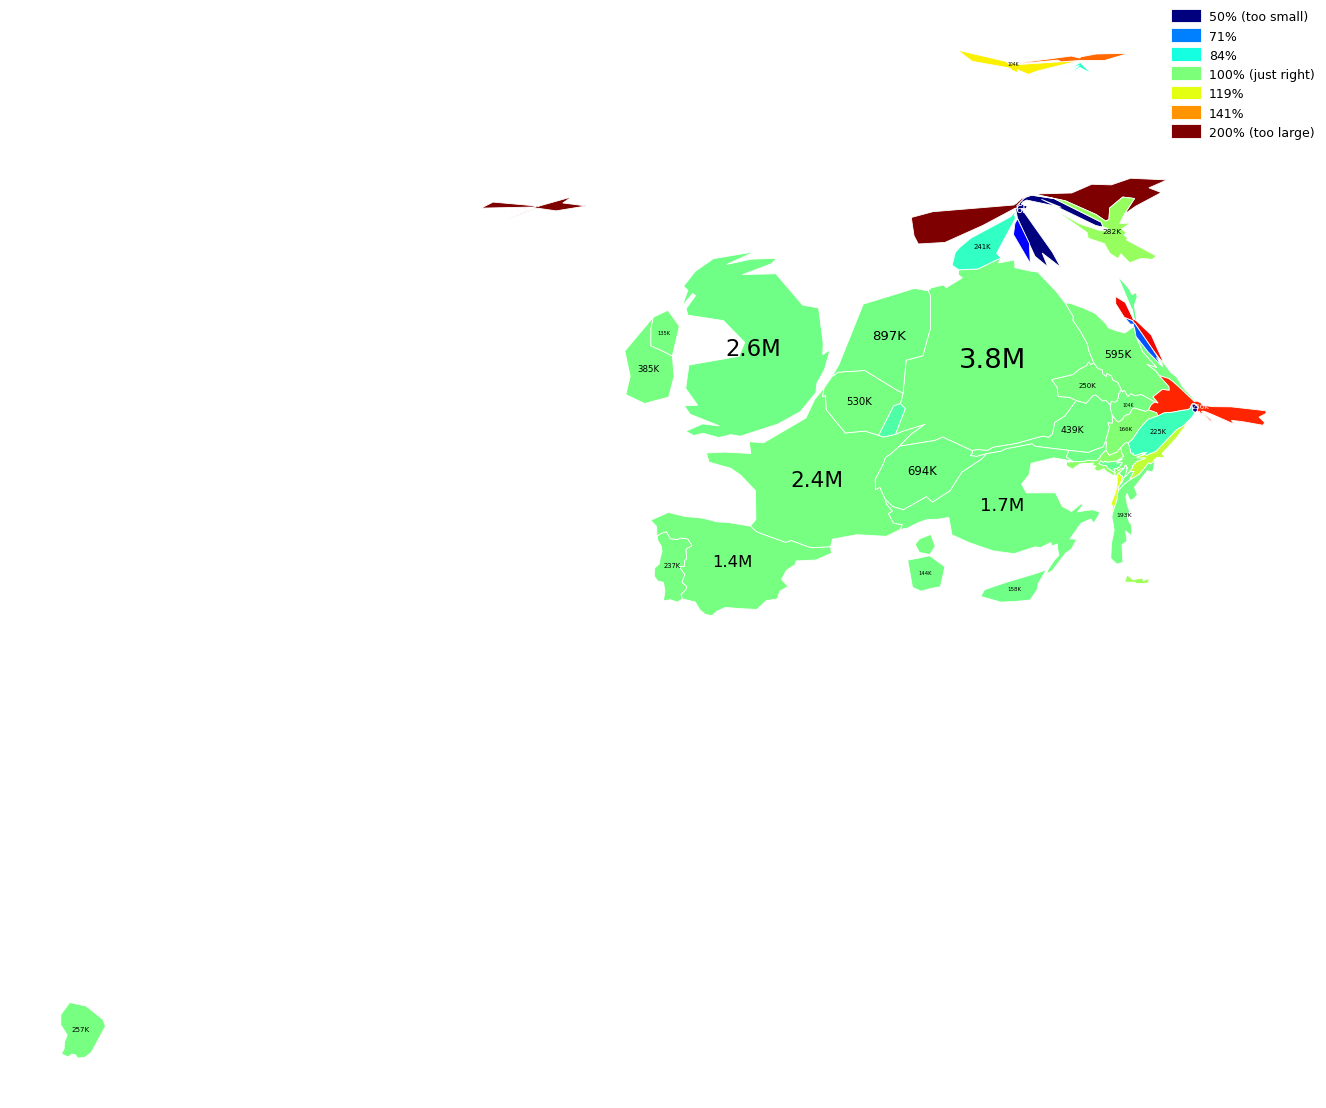 50% (too small)
71%
84%
100% (just right)
119%
141%
200% (too large)
104K
282K
241K
135K
2.6M
897K
3.8M
595K
385K
250K
530K
104K
439K
166K
225K
694K
2.4M
1.7M
193K
1.4M
237K
144K
158K
257K